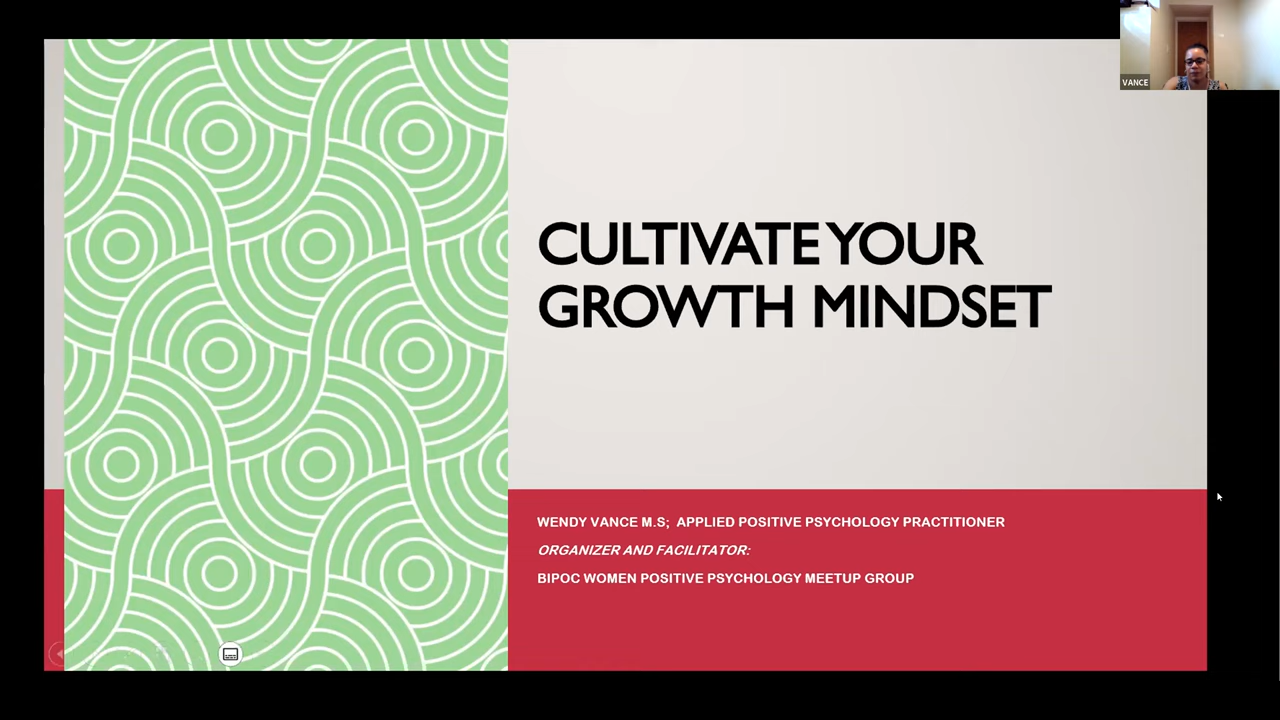 VANCE
CULTIVATE YOUR
GROWTH MINDSET
WENDY VANCE M.S;  APPLIED POSITIVE PSYCHOLOGY PRACTITIONER
ORGANIZER AND FACILITATOR:
BIPOC WOMEN POSITIVE PSYCHOLOGY MEETUP GROUP